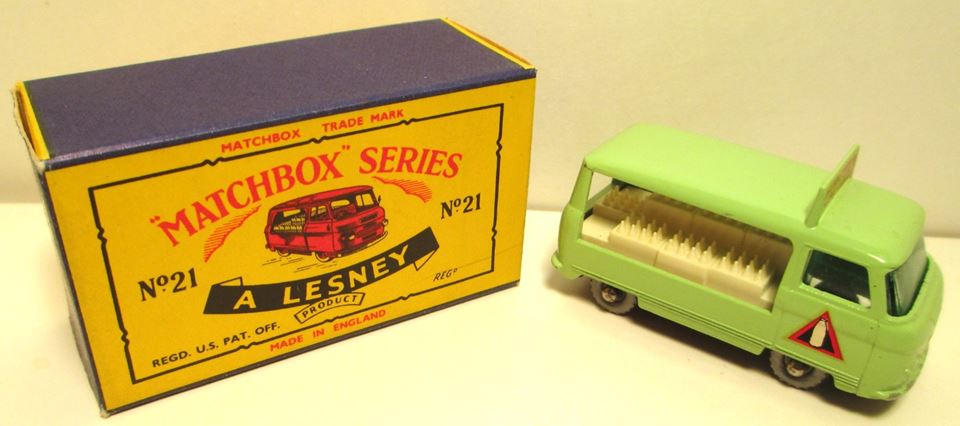 MATCHBOX TRADE MARK
"MATCHBOX" SERIES
Nº21
Nº21
A LESNEY
PRODUCT
REGD
REGD. U.S. PAT. OFF.
MADE IN ENGLAND